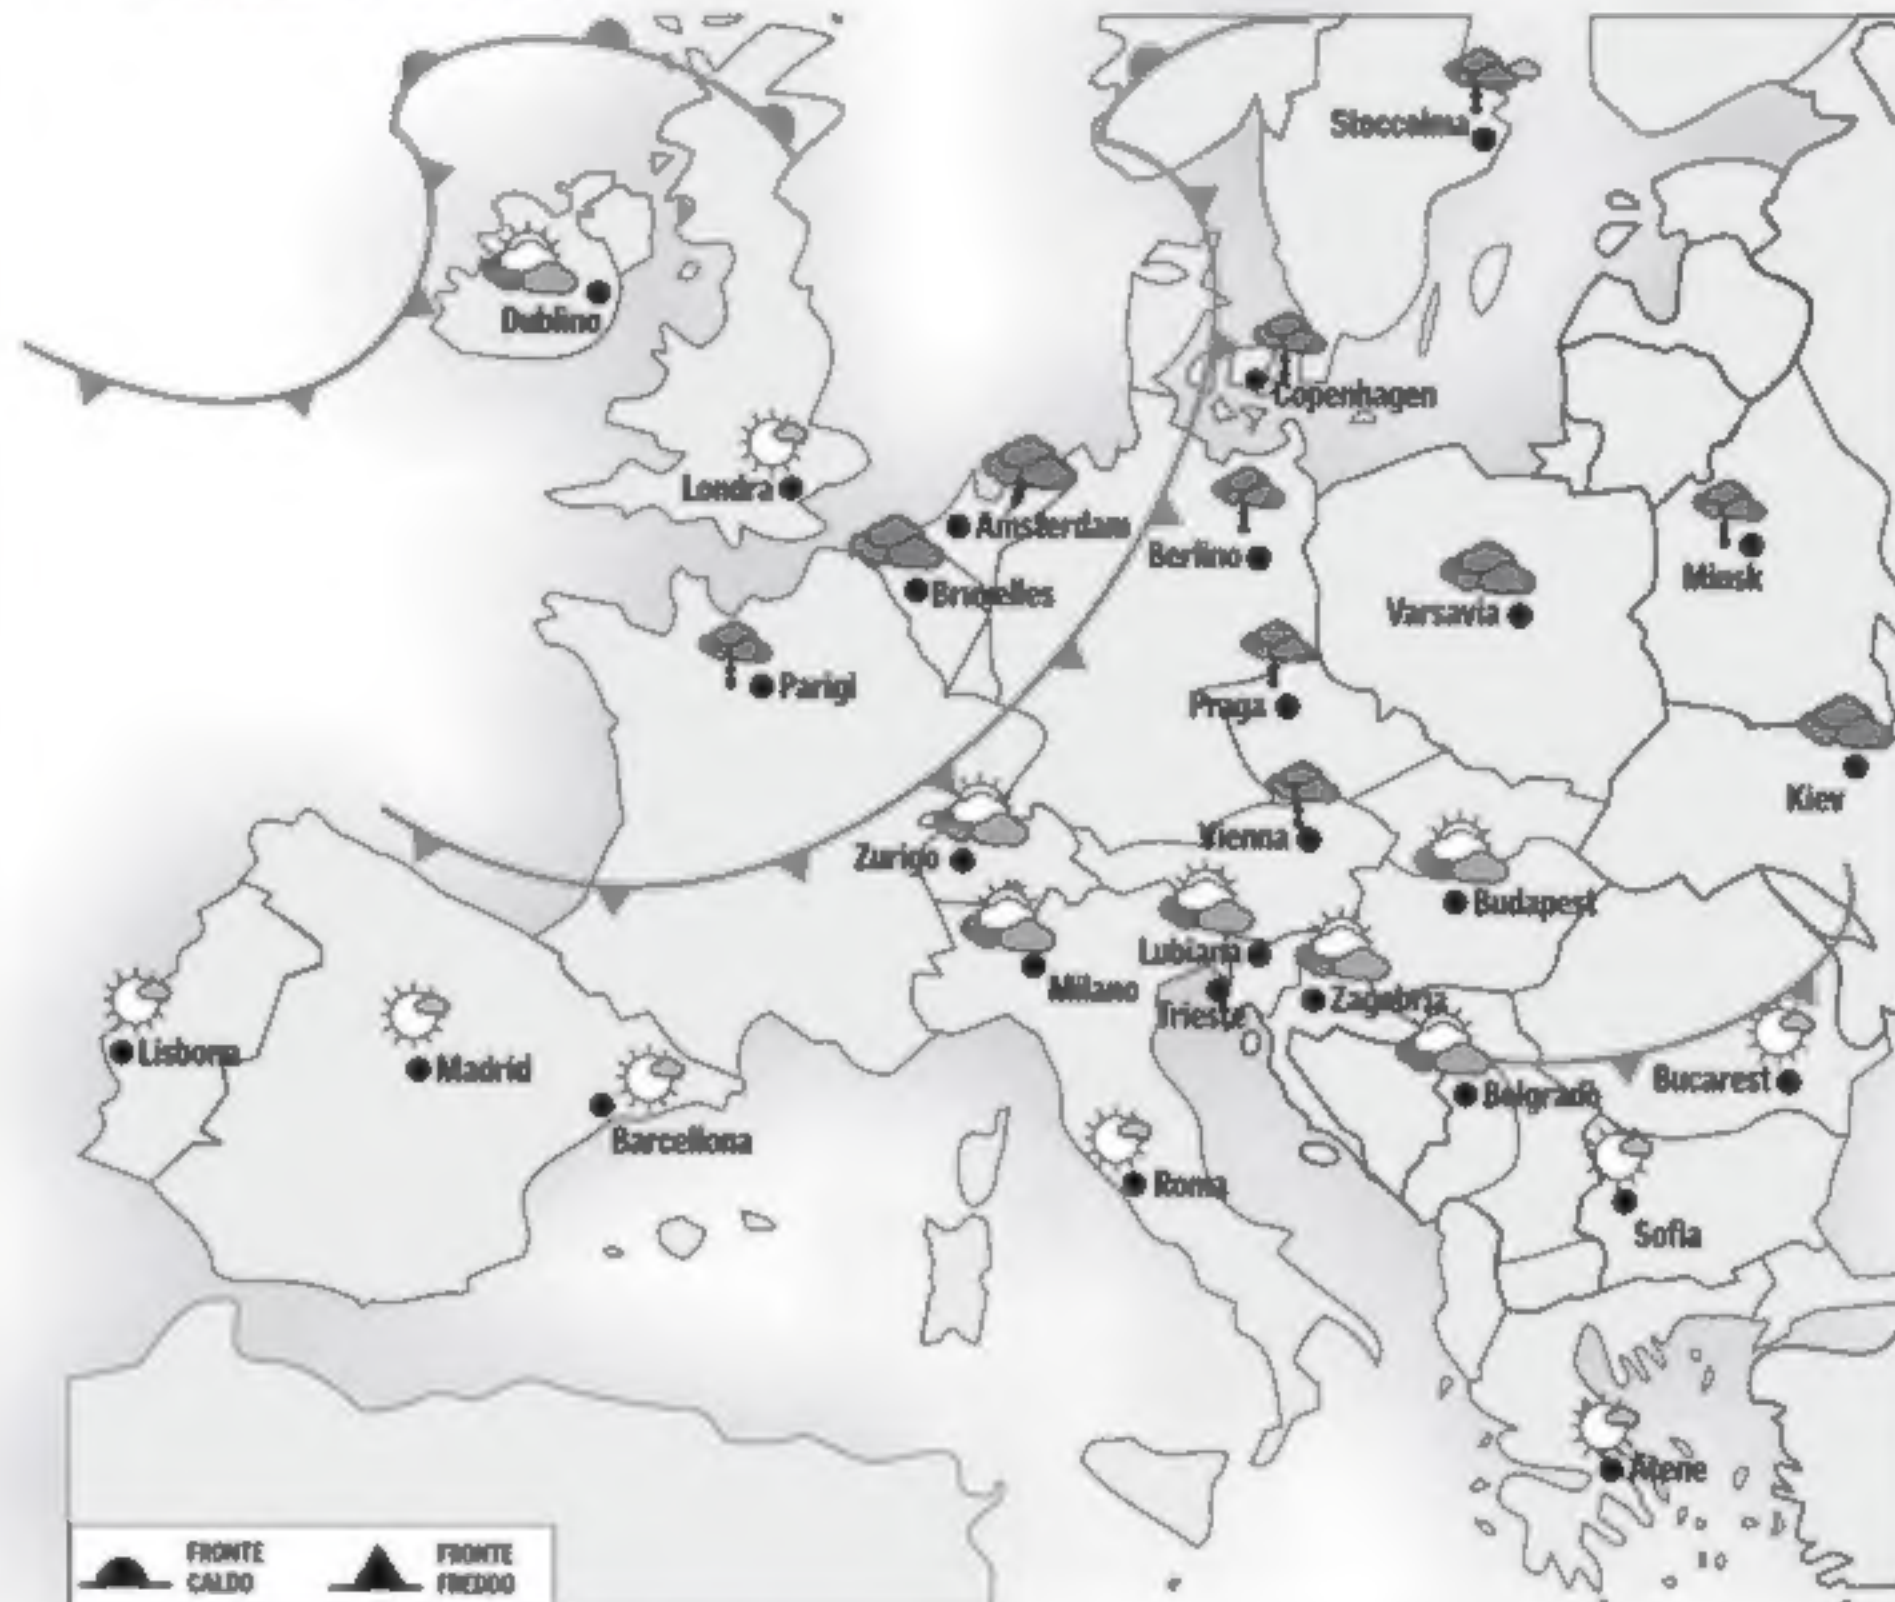 Stoccolma
Dublino
Copenhagen
Londra
Amsterdam
Berlino
Minsk
Bruxelles
Varsavia
Parigi
Praga
Kiev
Vienna
Zurigo
Budapest
Lubiana
Milano
Trieste
Zagabria
Lisbona
Madrid
Belgrado
Bucarest
Barcellona
Roma
Sofia
Atene
FRONTE
CALDO
FRONTE
FREDDO